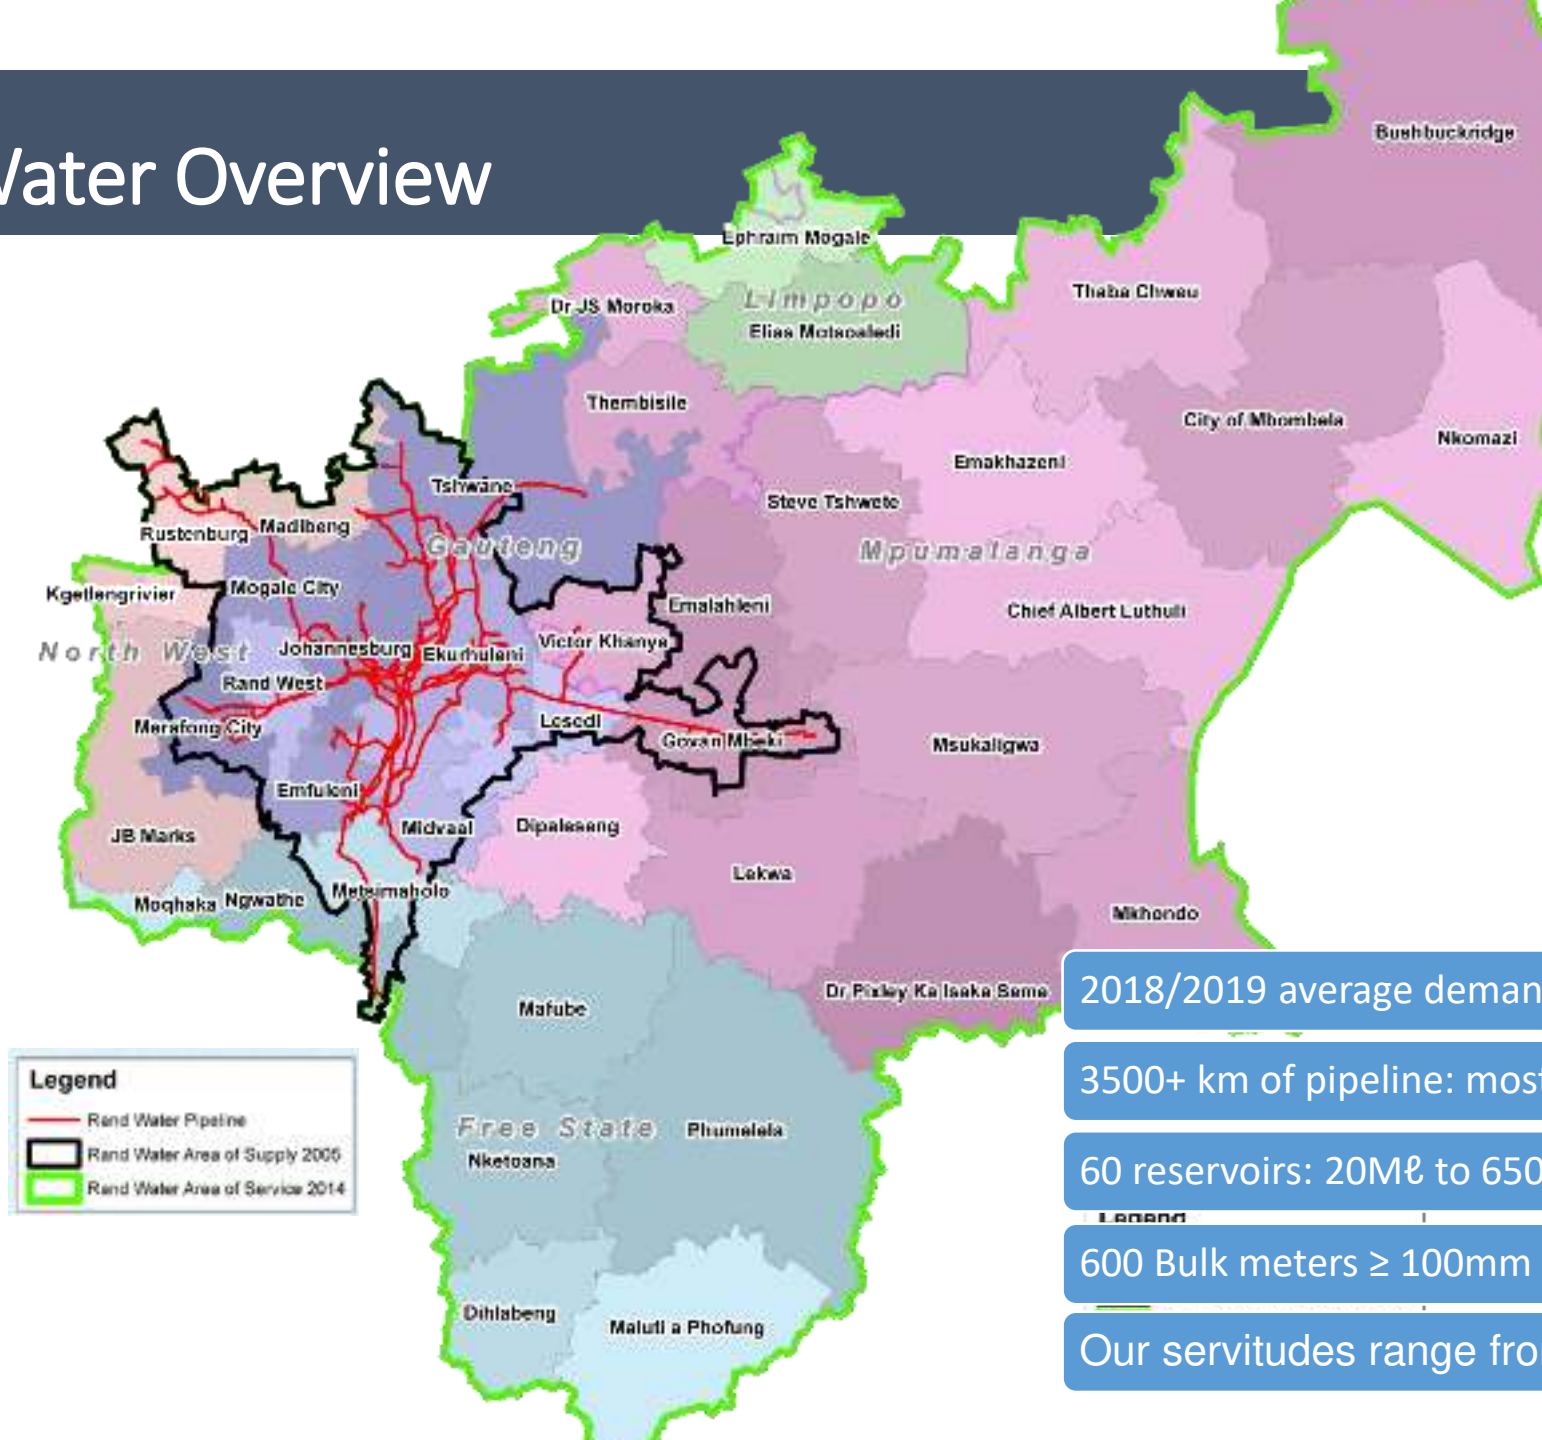 Water Overview
Bushbuckridge
Ephraim Mogale
Thaba Chweu
Limpopo
Dr JS Moroka
Elias Motsoaledi
Thembisile
City of Mbombela
Nkomazi
Emakhazeni
Tshwane
Steve Tshwete
Rustenburg
Madibeng
Gauteng
Mpumalanga
Kgetlengrivier
Mogale City
Emalahleni
Chief Albert Luthuli
North West
Johannesburg
Ekurhuleni
Victor Khanye
Rand West
Merafong City
Lesedi
Govan Mbeki
Msukaligwa
Emfuleni
JB Marks
Midvaal
Dipaleseng
Lekwa
Moqhaka
Ngwathe
Metsimaholo
Mkhondo
Dr Pixley Ka Isaka Seme
Mafube
Free State
Phumelela
Nketoana
Dihlabeng
Maluti a Phofung
Legend
Rand Water Pipeline
Rand Water Area of Supply 2005
Rand Water Area of Service 2014
2018/2019 average deman
3500+ km of pipeline: most
60 reservoirs: 20Mℓ to 650
Legend
600 Bulk meters ≥ 100mm
Our servitudes range fro